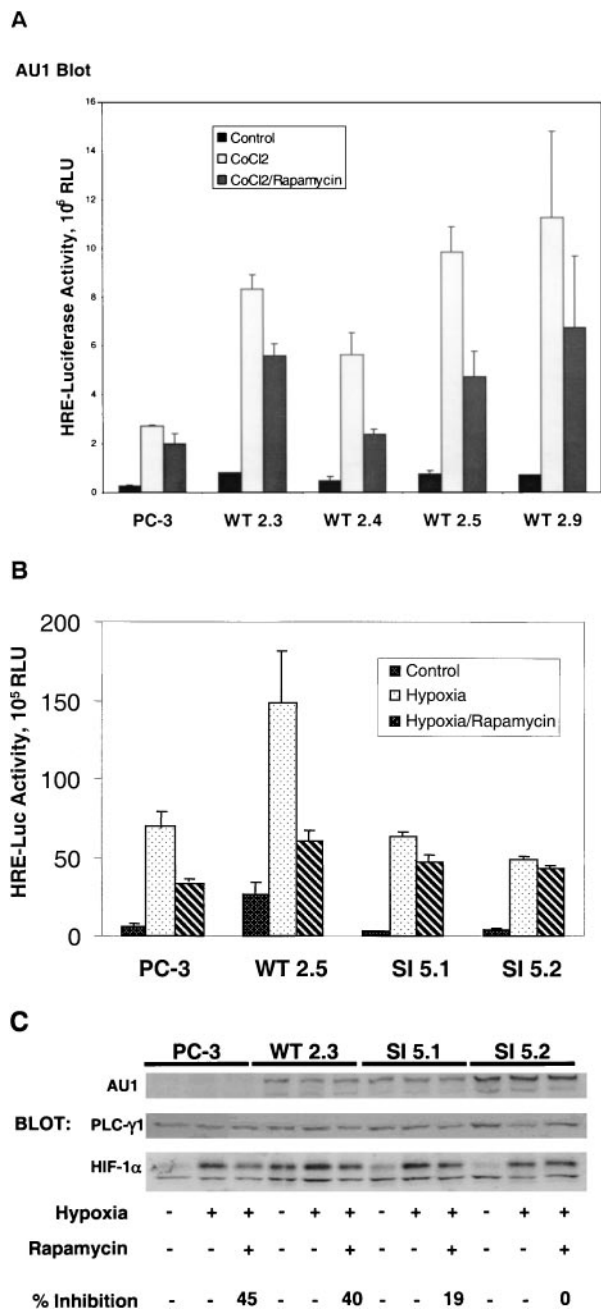 A
AU1 Blot
16
14
12
10
8
6
4
2
0
HRE-Luciferase Activity, 10⁶ RLU
Control
CoCl2
CoCl2/Rapamycin
PC-3 WT 2.3 WT 2.4 WT 2.5 WT 2.9
B
200
150
100
50
0
HRE-Luc Activity, 10⁵ RLU
Control
Hypoxia
Hypoxia/Rapamycin
PC-3 WT 2.5 SI 5.1 SI 5.2
C
PC-3 WT 2.3 SI 5.1 SI 5.2
AU1
BLOT: PLC-γ1
HIF-1α
Hypoxia - + + - + + - + + - + +
Rapamycin - - + - - + - - + - - +
% Inhibition - - 45 - - 40 - - 19 - - 0